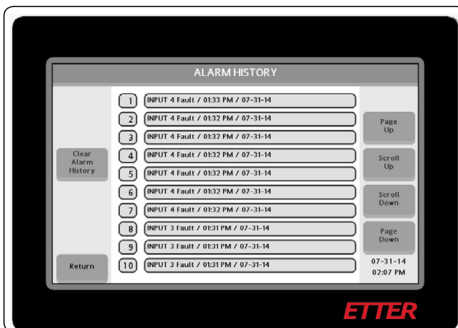 ALARM HISTORY
1 INPUT 4 Fault / 01:33 PM / 07-31-14
2 INPUT 4 Fault / 01:32 PM / 07-31-14
3 INPUT 4 Fault / 01:32 PM / 07-31-14
4 INPUT 4 Fault / 01:32 PM / 07-31-14
5 INPUT 4 Fault / 01:32 PM / 07-31-14
6 INPUT 4 Fault / 01:32 PM / 07-31-14
7 INPUT 4 Fault / 01:32 PM / 07-31-14
8 INPUT 3 Fault / 01:31 PM / 07-31-14
9 INPUT 3 Fault / 01:31 PM / 07-31-14
10 INPUT 3 Fault / 01:31 PM / 07-31-14
Clear
Alarm
History
Return
Page
Up
Scroll
Up
Scroll
Down
Page
Down
07-31-14
02:07 PM
ETTER